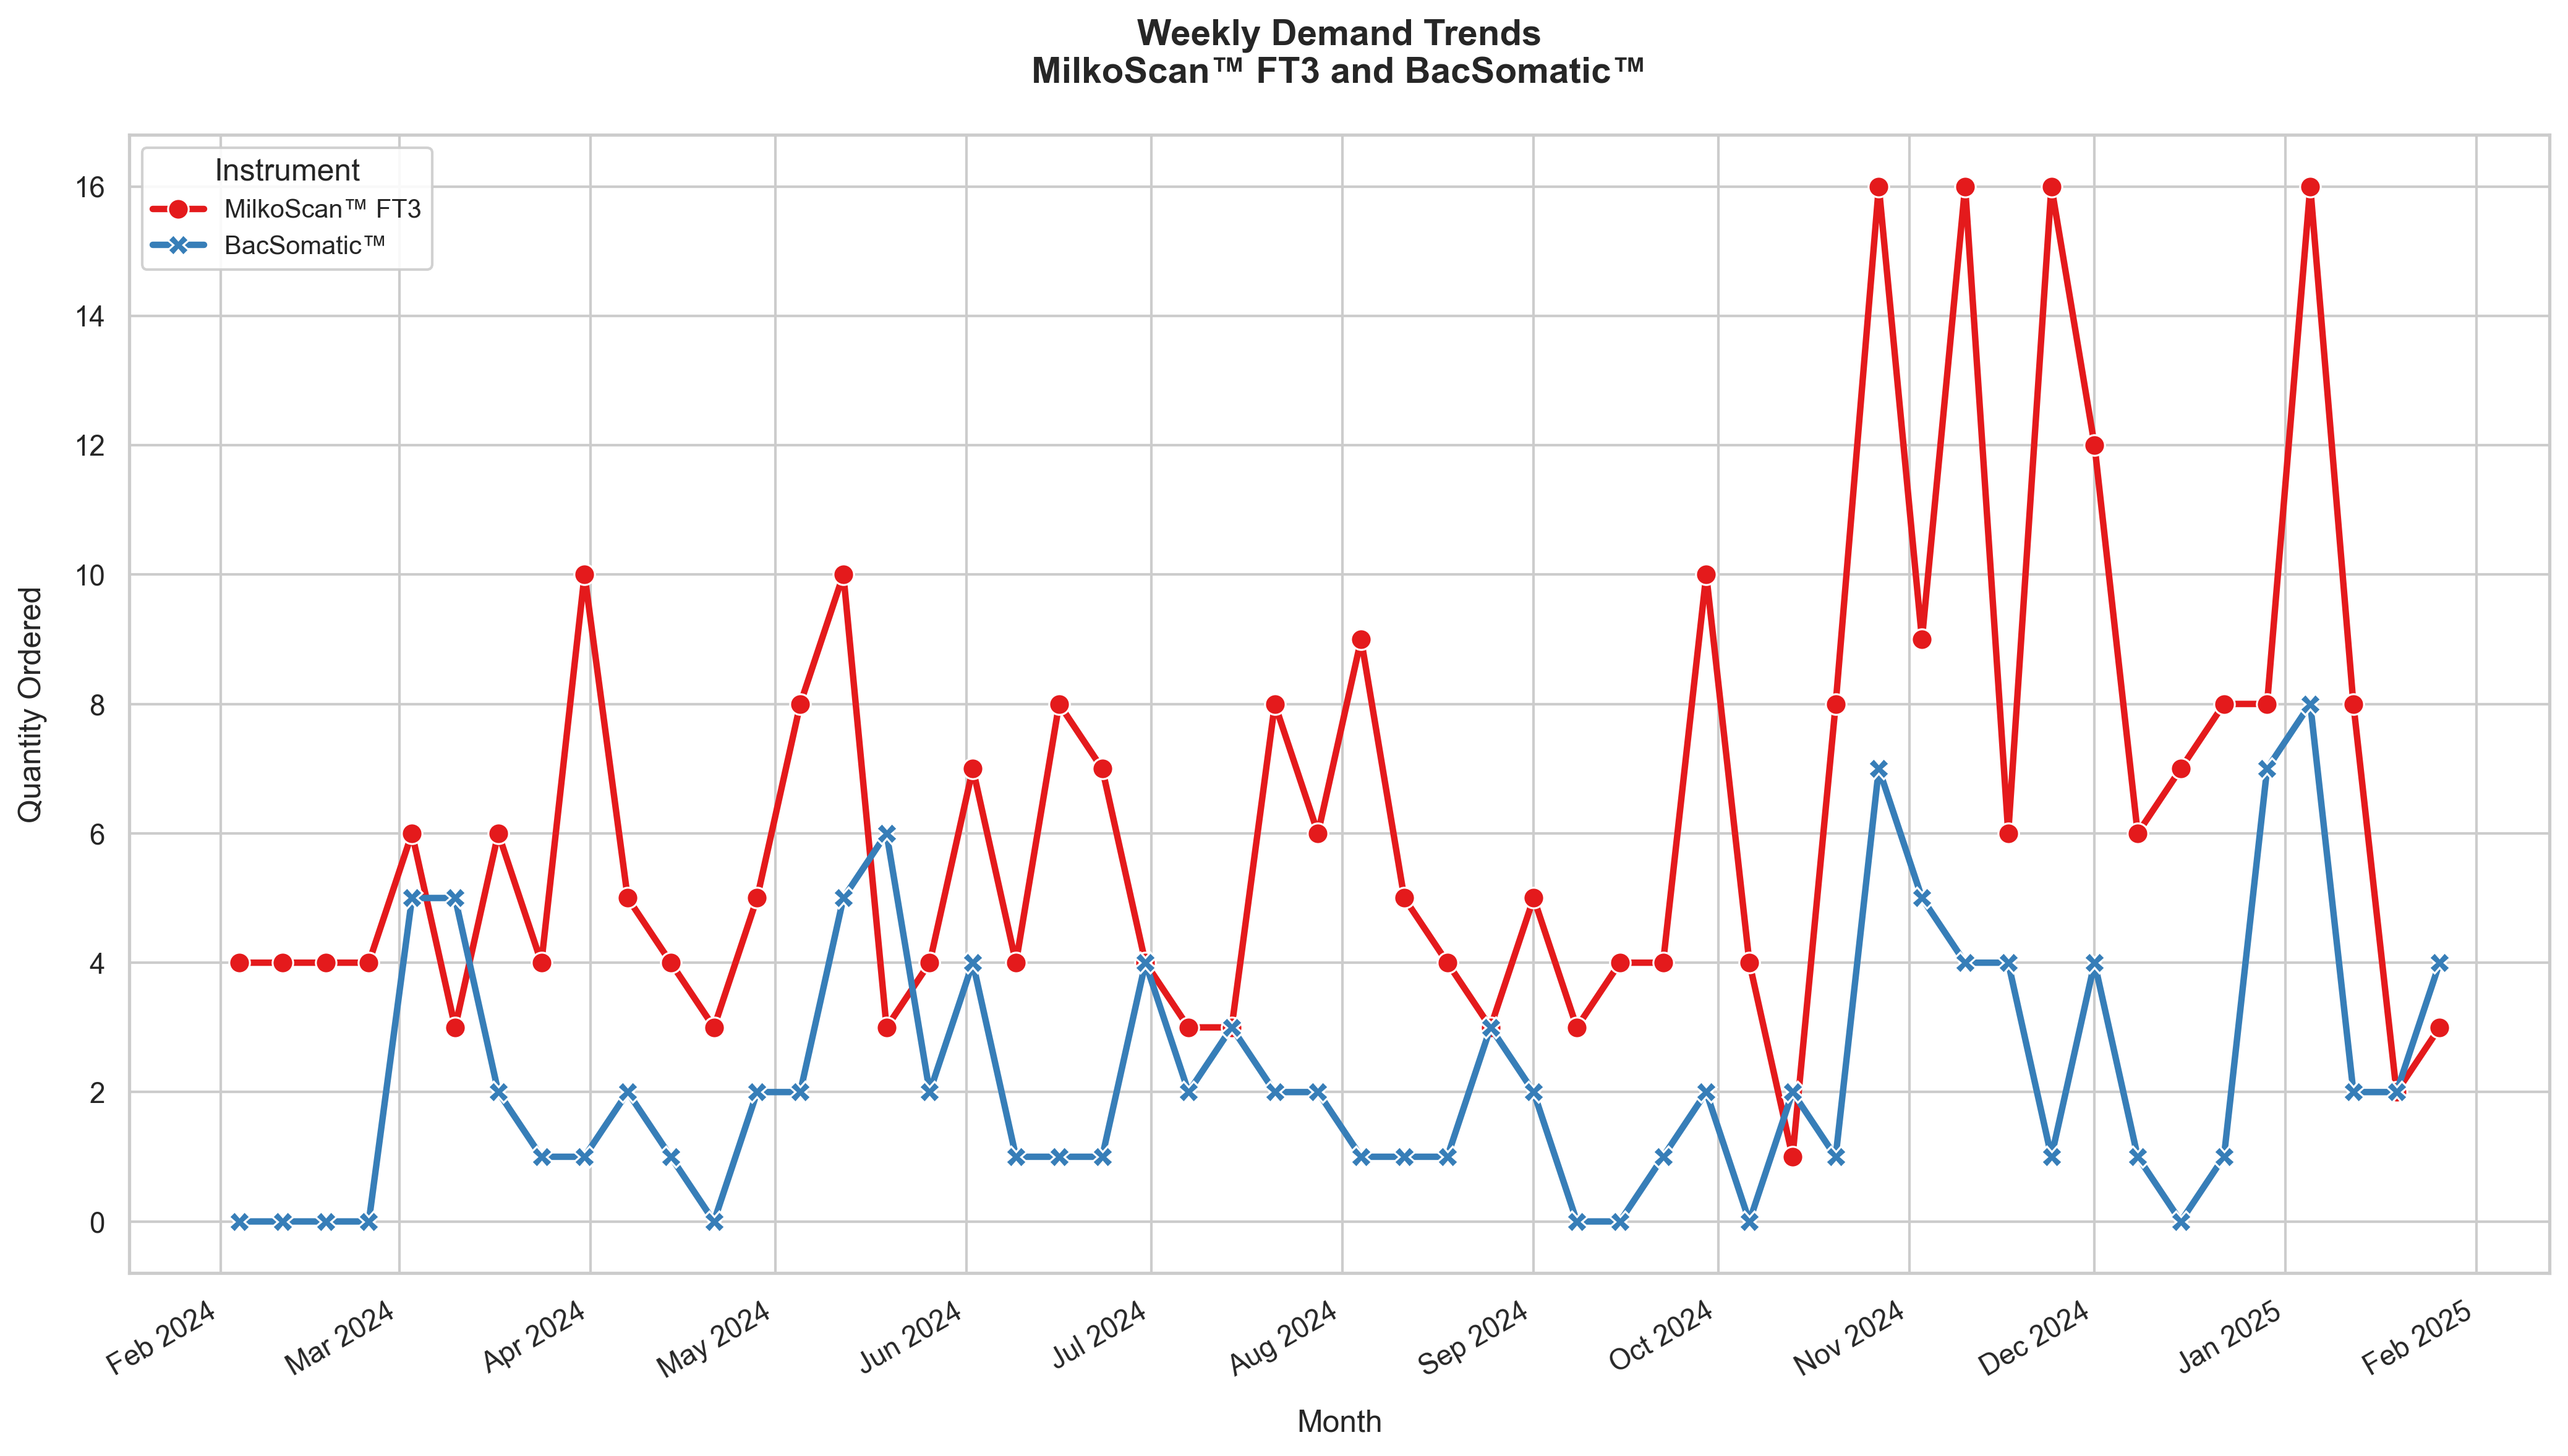 Weekly Demand Trends
MilkoScan™ FT3 and BacSomatic™
Instrument
MilkoScan™ FT3
BacSomatic™
Quantity Ordered
16
14
12
10
8
6
4
2
0
Feb 2024
Mar 2024
Apr 2024
May 2024
Jun 2024
Jul 2024
Aug 2024
Sep 2024
Oct 2024
Nov 2024
Dec 2024
Jan 2025
Feb 2025
Month